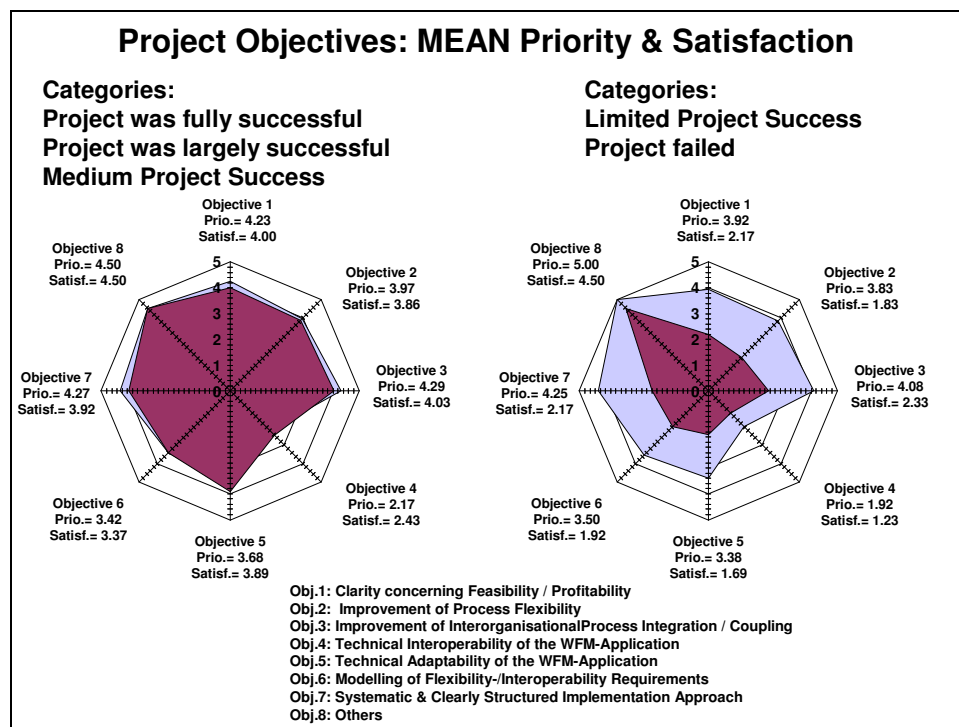 Project Objectives: MEAN Priority & Satisfaction
Categories:
Project was fully successful
Project was largely successful
Medium Project Success
Categories:
Limited Project Success
Project failed
Objective 1
Prio.= 4.23
Satisf.= 4.00
Objective 8
Prio.= 4.50
Satisf.= 4.50
Objective 2
Prio.= 3.97
Satisf.= 3.86
Objective 7
Prio.= 4.27
Satisf.= 3.92
Objective 3
Prio.= 4.29
Satisf.= 4.03
Objective 6
Prio.= 3.42
Satisf.= 3.37
Objective 4
Prio.= 2.17
Satisf.= 2.43
Objective 5
Prio.= 3.68
Satisf.= 3.89
5
4
3
2
1
0
Objective 1
Prio.= 3.92
Satisf.= 2.17
Objective 8
Prio.= 5.00
Satisf.= 4.50
Objective 2
Prio.= 3.83
Satisf.= 1.83
Objective 7
Prio.= 4.25
Satisf.= 2.17
Objective 3
Prio.= 4.08
Satisf.= 2.33
Objective 6
Prio.= 3.50
Satisf.= 1.92
Objective 4
Prio.= 1.92
Satisf.= 1.23
Objective 5
Prio.= 3.38
Satisf.= 1.69
5
4
3
2
1
0
Obj.1: Clarity concerning Feasibility / Profitability
Obj.2: Improvement of Process Flexibility
Obj.3: Improvement of InterorganisationalProcess Integration / Coupling
Obj.4: Technical Interoperability of the WFM-Application
Obj.5: Technical Adaptability of the WFM-Application
Obj.6: Modelling of Flexibility-/Interoperability Requirements
Obj.7: Systematic & Clearly Structured Implementation Approach
Obj.8: Others